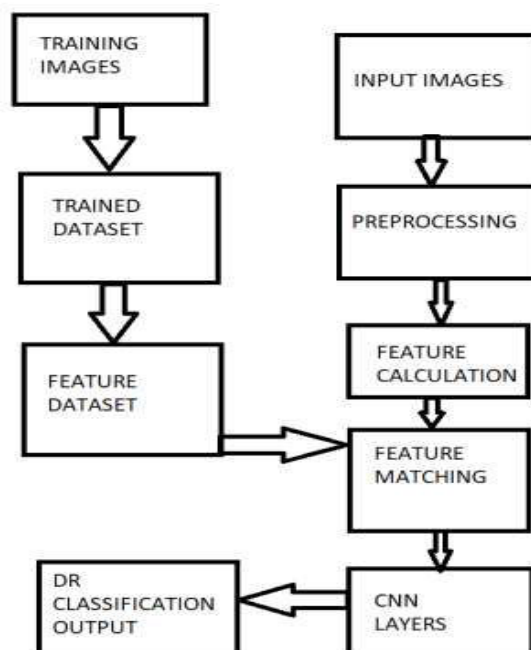 TRAINING
IMAGES
TRAINED
DATASET
FEATURE
DATASET
INPUT IMAGES
PREPROCESSING
FEATURE
CALCULATION
FEATURE
MATCHING
CNN
LAYERS
DR
CLASSIFICATION
OUTPUT